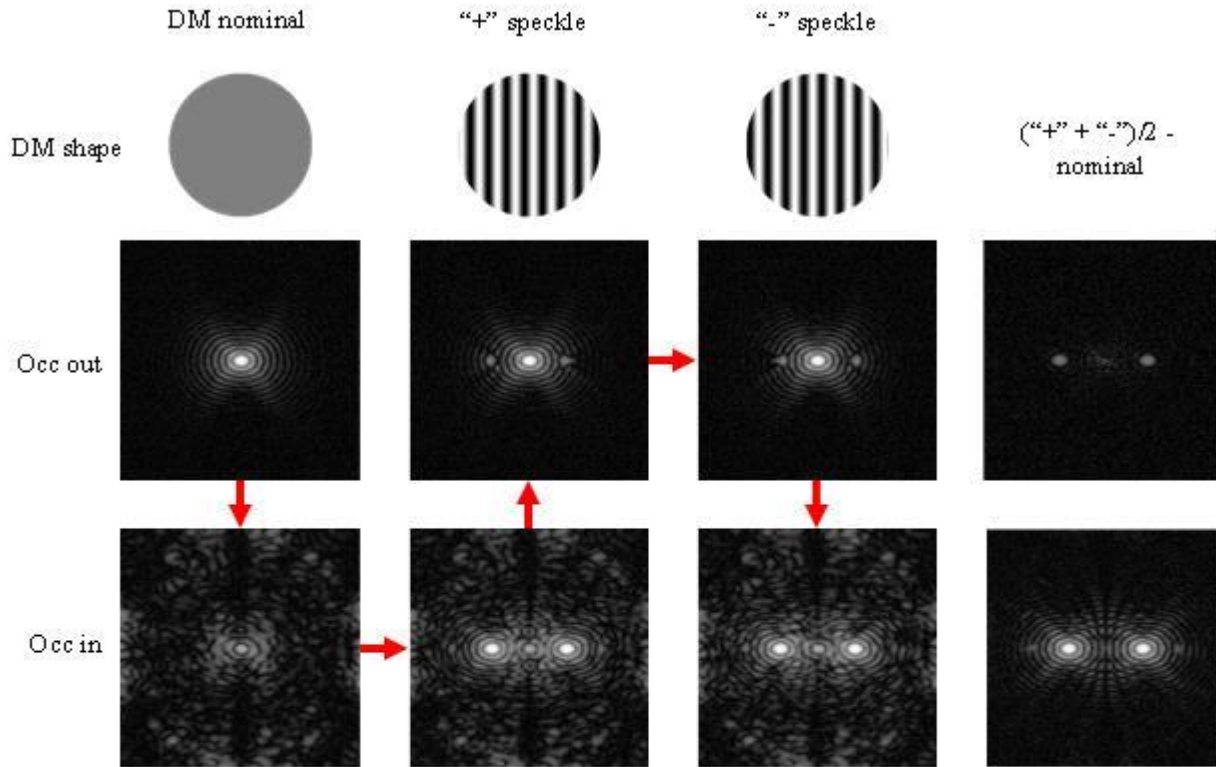 DM nominal
“+” speckle
“-” speckle
DM shape
(“+” + “-”)/2 -
nominal
Occ out
Occ in